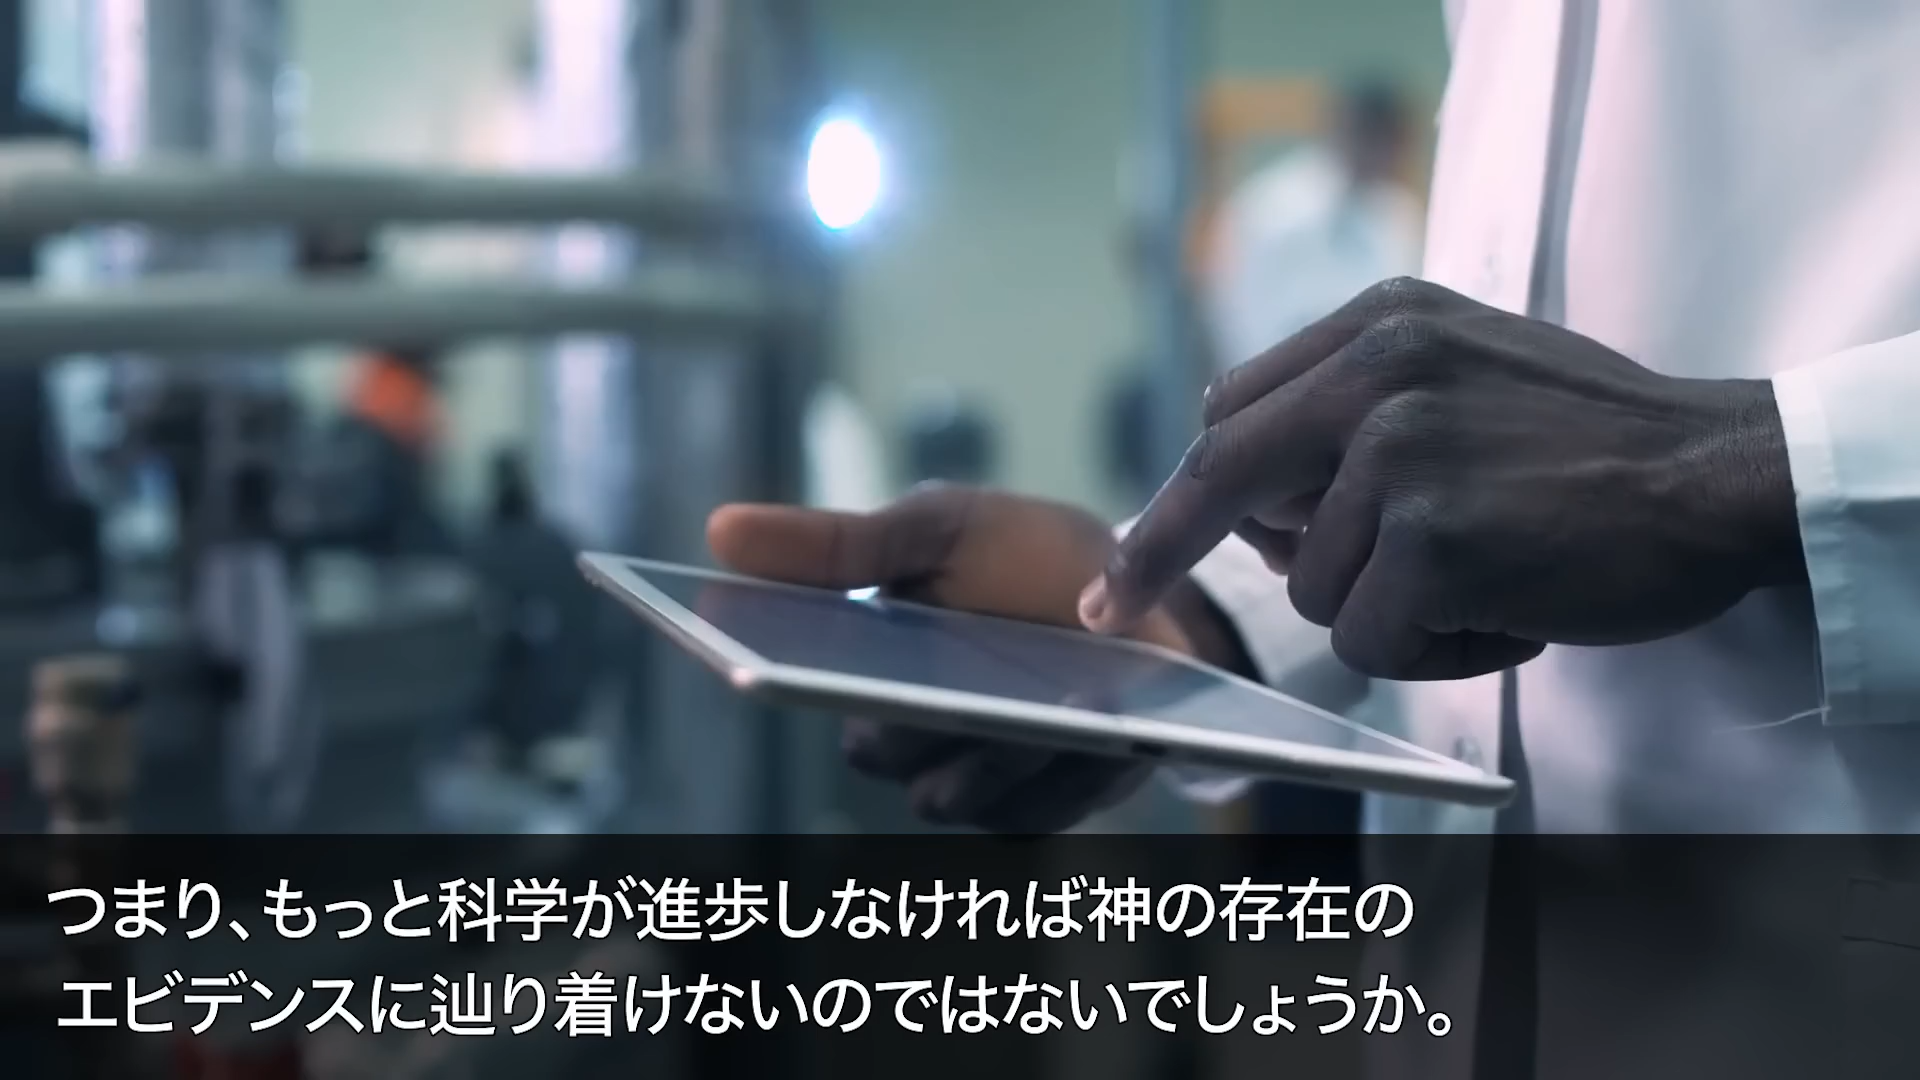 つまり、もっと科学が進歩しなければ神の存在の
エビデンスに辿り着けないのではないでしょうか。